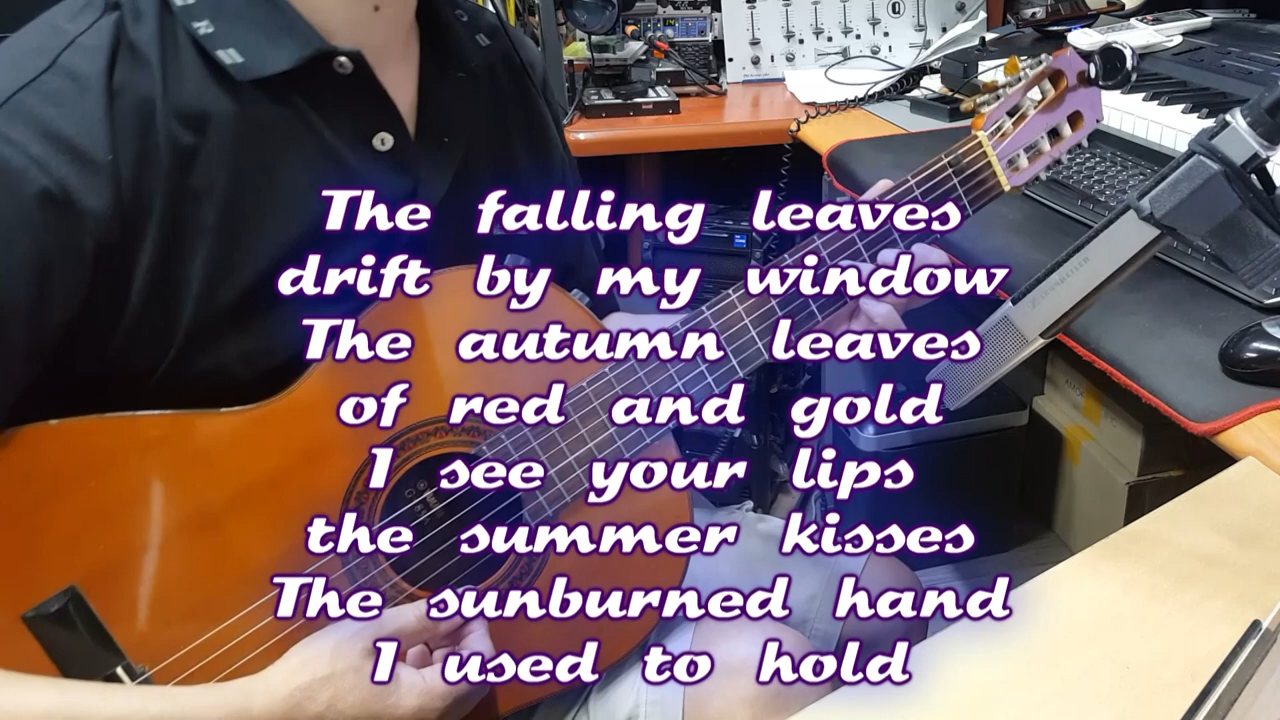 The falling leaves
drift by my window
The autumn leaves
of red and gold
I see your lips
the summer kisses
The sunburned hand
I used to hold